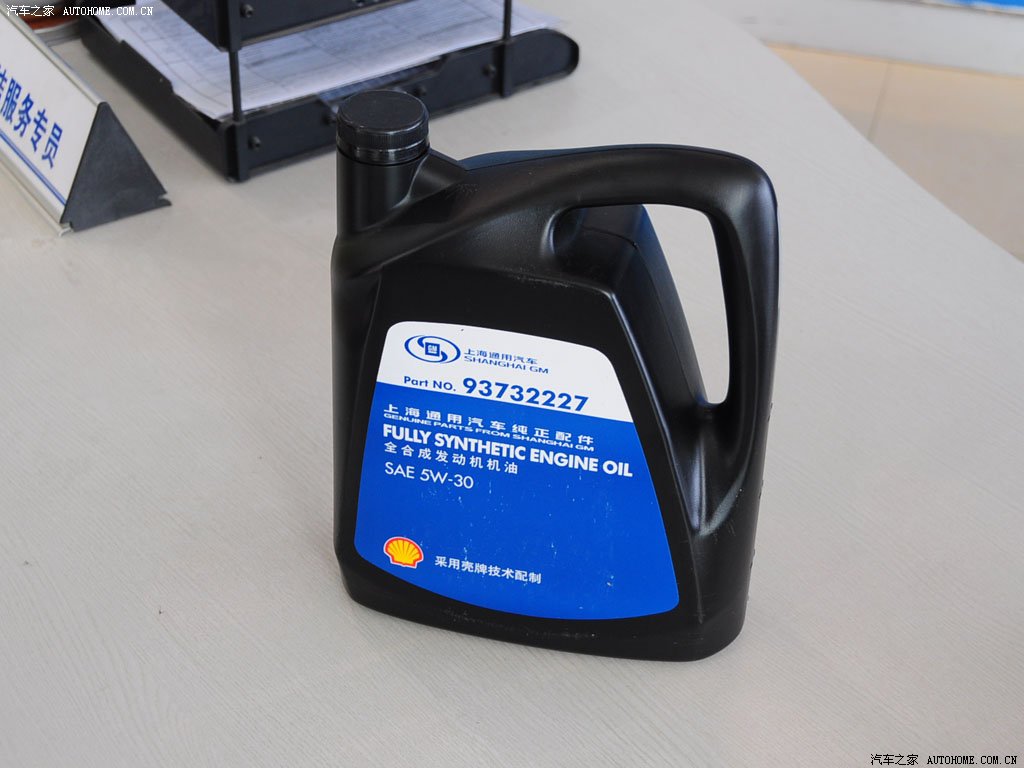 汽车之家 AUTOHOME.COM.CN
服务专员
上海通用汽车
SHANGHAI GM
Part NO. 93732227
上海通用汽车纯正配件
GENUINE PARTS FROM SHANGHAI GM
FULLY SYNTHETIC ENGINE OIL
全合成发动机机油
SAE 5W-30
采用壳牌技术配制
汽车之家 AUTOHOME.COM.CN